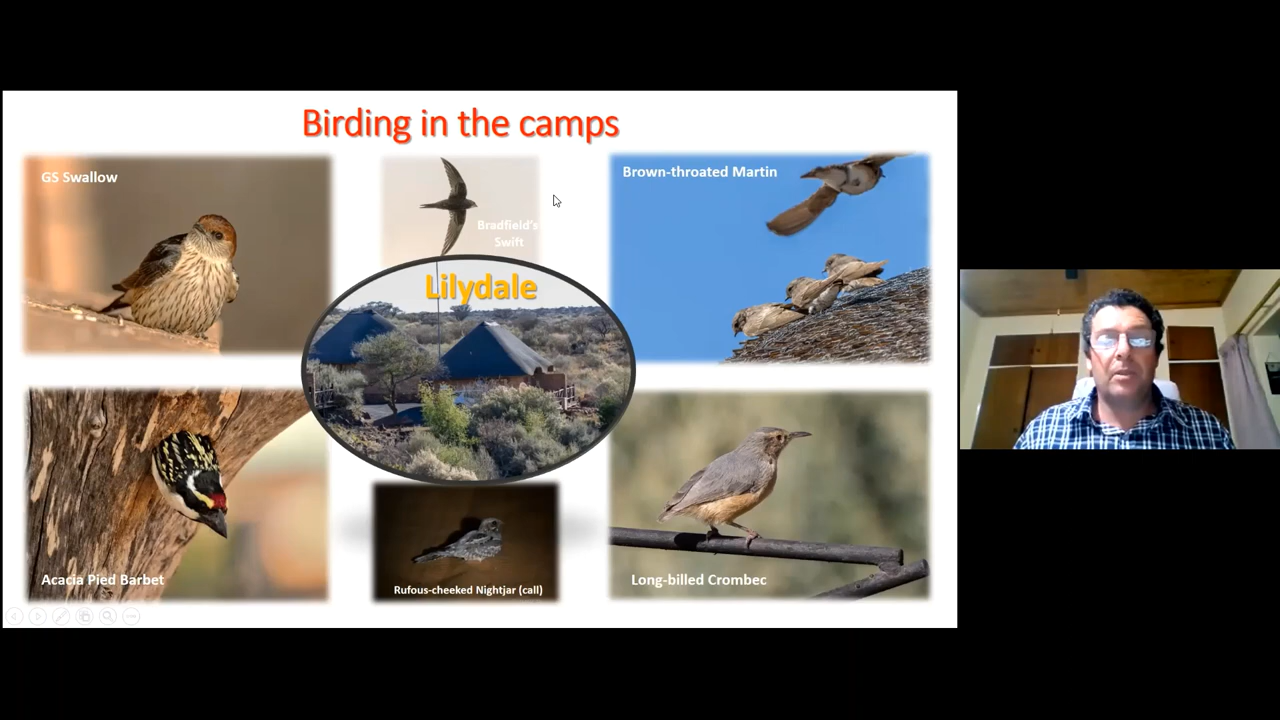 Birding in the camps
GS Swallow
Bradfield's
Swift
Brown-throated Martin
Lilydale
Acacia Pied Barbet
Rufous-cheeked Nightjar (call)
Long-billed Crombec